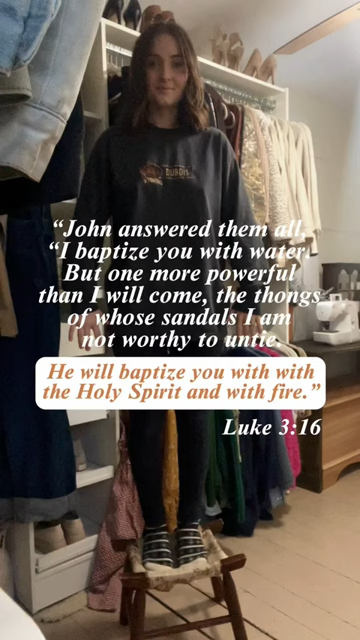 DUBOIS
“John answered them all,
“I baptize you with water.
But one more powerful
than I will come, the thongs
of whose sandals I am
not worthy to untie.
He will baptize you with with
the Holy Spirit and with fire.”
Luke 3:16